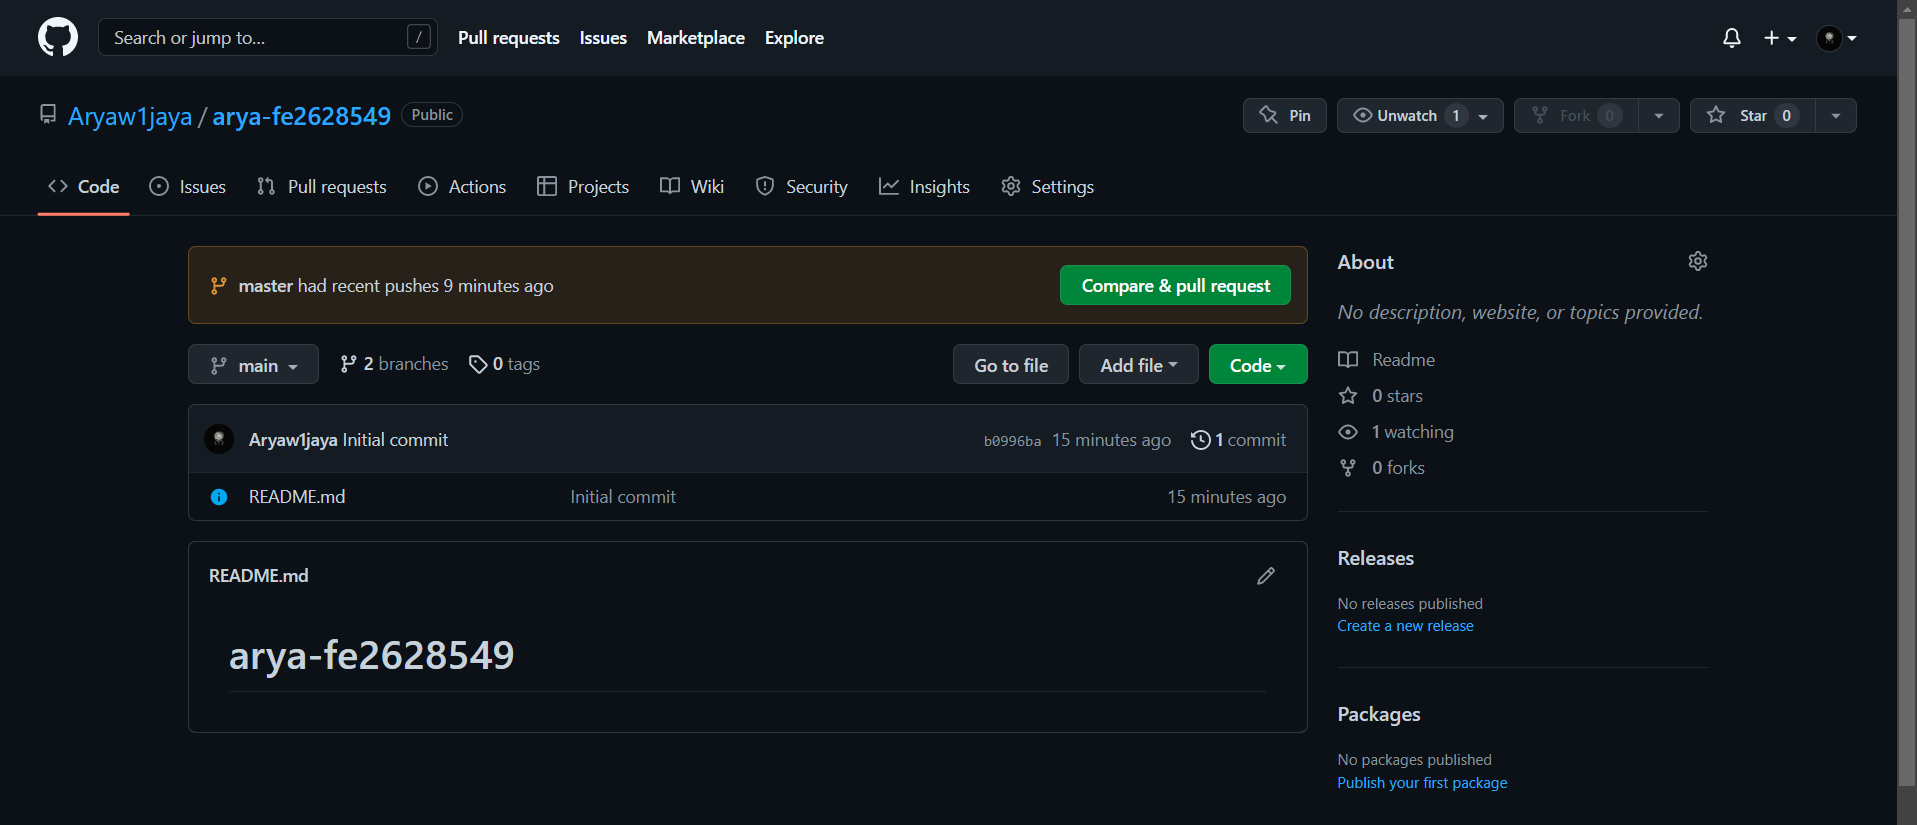 Search or jump to... / Pull requests Issues Marketplace Explore
Aryaw1jaya / arya-fe2628549 Public Pin Unwatch 1 Fork 0 Star 0
Code Issues Pull requests Actions Projects Wiki Security Insights Settings
master had recent pushes 9 minutes ago Compare & pull request
main 2 branches 0 tags Go to file Add file Code
Aryaw1jaya Initial commit b0996ba 15 minutes ago 1 commit
README.md Initial commit 15 minutes ago
README.md
arya-fe2628549
About
No description, website, or topics provided.
Readme
0 stars
1 watching
0 forks
Releases
No releases published
Create a new release
Packages
No packages published
Publish your first package